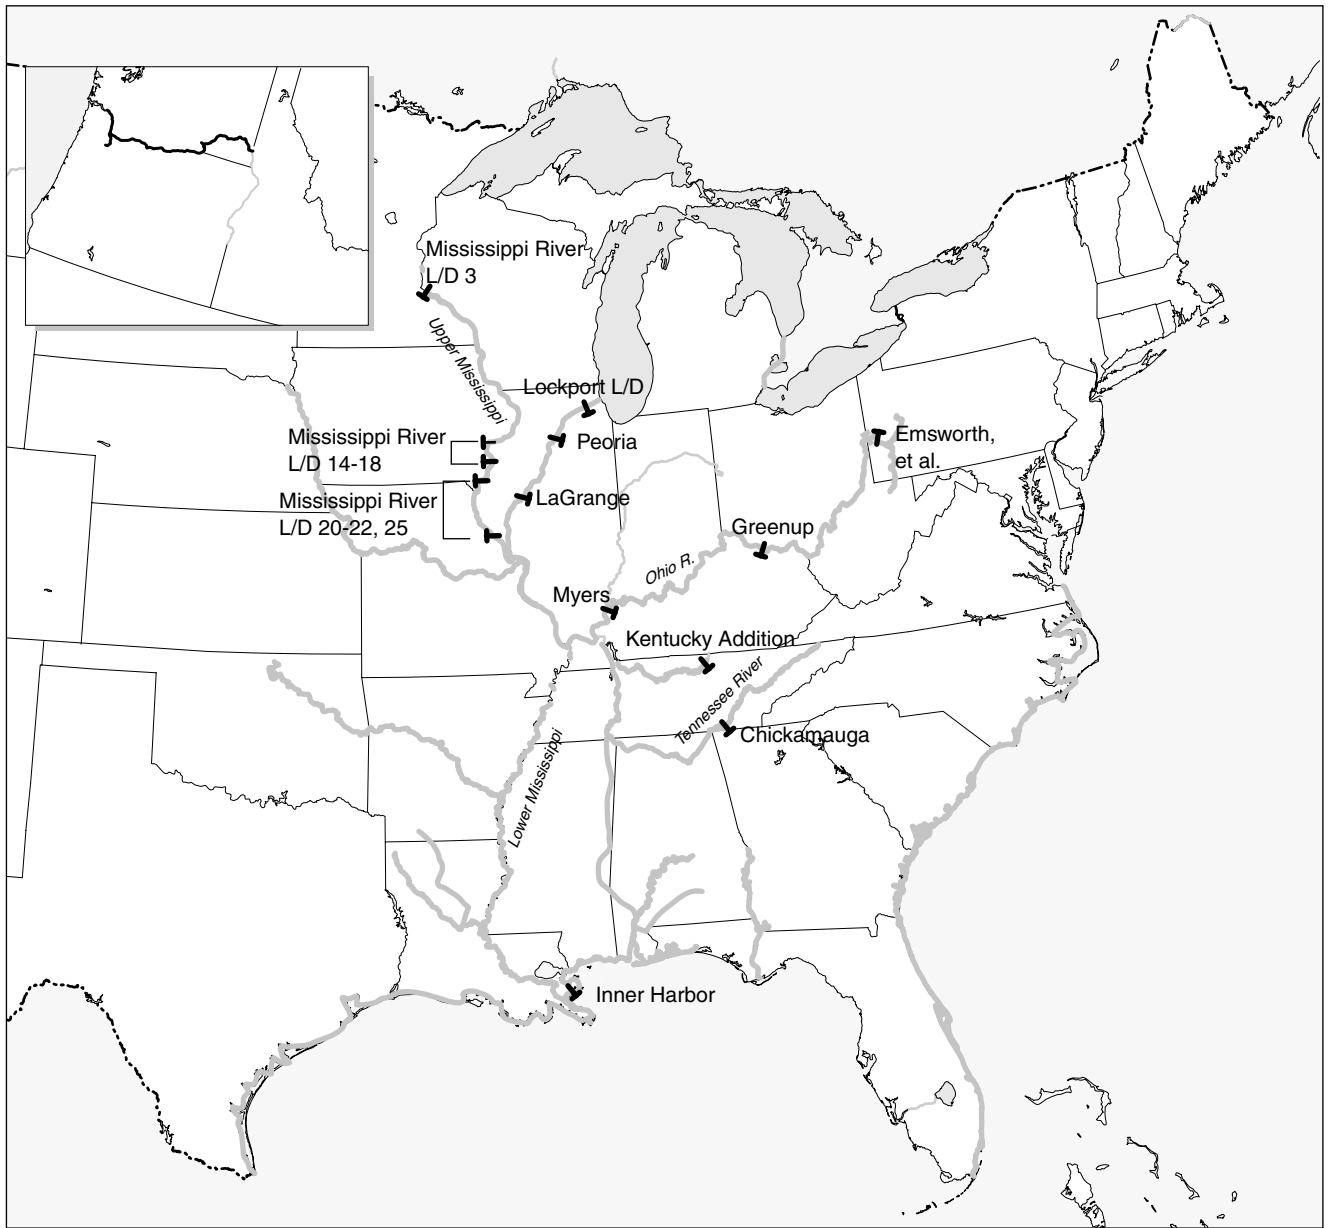 Mississippi River
L/D 3
Upper Mississippi
Lockport L/D
Mississippi River
L/D 14-18
Peoria
Emsworth,
et al.
Mississippi River
L/D 20-22, 25
LaGrange
Greenup
Ohio R.
Myers
Kentucky Addition
Tennessee River
Chickamauga
Lower Mississippi
Inner Harbor